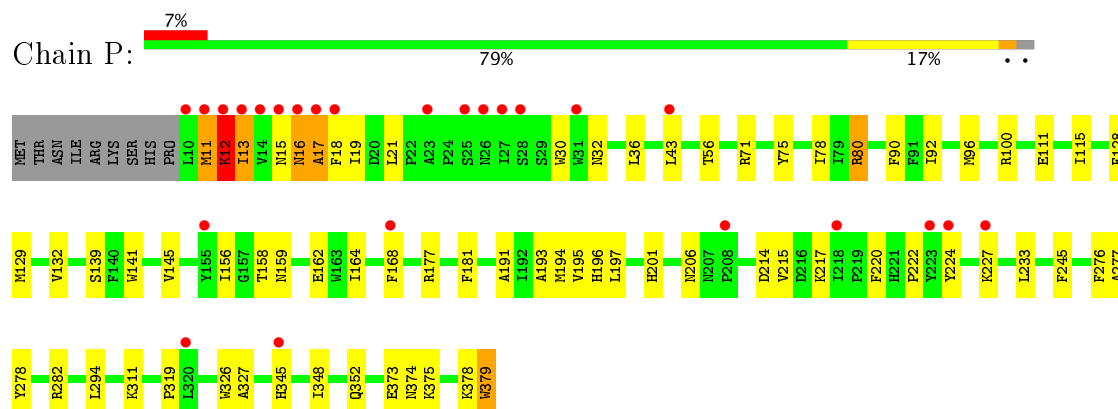 7%
Chain P:
79% 17% • •
MET THR ASN ILE ARG LYS SER HIS PRO L10 M11 K12 I13 V14 N15 N16 A17 F18 I19 D20 L21 P22 A23 P24 S25 N26 I27 S28 S29 W30 W31 N32 L36 L43 T56 R71 Y75 I78 I79 R80 F90 F91 I92 M96 R100 E111 I115
M129 V132 S139 F140 W141 V145 Y155 I156 G157 T158 N159 E162 W163 I164 F168 R177 F181 A191 I192 A193 M194 V195 H196 L197 H201 N206 N207 P208 D214 V215 D216 K217 I218 P219 F220 H221 P222 Y223 Y224 K227 L233 F245 F276 A277
Y278 R282 L294 K311 P319 L320 W326 A327 H345 I348 Q352 E373 N374 K375 K378 W379